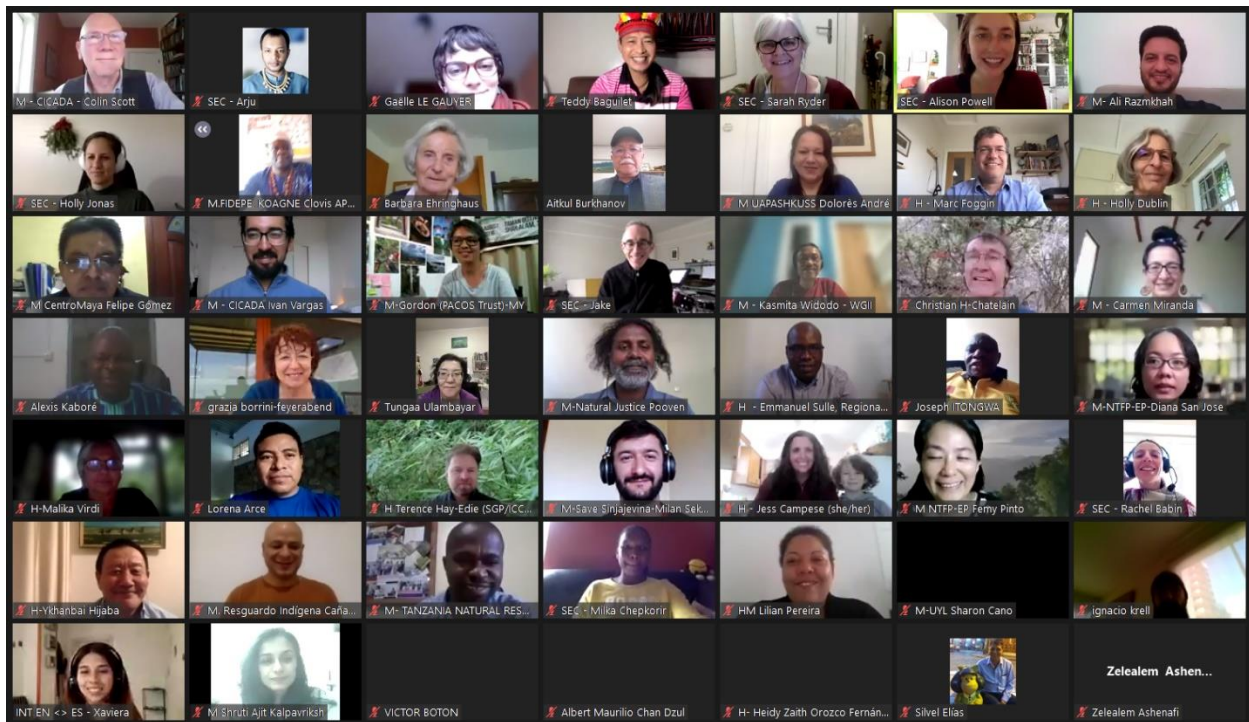 M - CICADA - Colin Scott
SEC - Arju
Gaëlle LE GAUYER
Teddy Baguilet
SEC - Sarah Ryder
SEC - Alison Powell
M- Ali Razmkhah
SEC - Holly Jonas
M.FIDEPE KOAGNE Clovis AP...
Barbara Ehringhaus
Aitkul Burkhanov
M UAPASHKUSS Dolorès André
H - Marc Foggin
H - Holly Dublin
M CentroMaya Felipe Gómez
M - CICADA Ivan Vargas
M-Gordon (PACOS Trust)-MY
SEC - Jake
M - Kasmita Widodo - WGII
Christian H-Chatelain
M - Carmen Miranda
Alexis Kaboré
grazia borrini-feyerabend
Tungaa Ulambayar
M-Natural Justice Pooven
H - Emmanuel Sulle, Regiona...
Joseph ITONGWA
M-NTFP-EP-Diana San Jose
H-Malika Virdi
Lorena Arce
H Terence Hay-Edie (SGP/ICC...
M-Save Sinjajevina-Milan Sek...
H - Jess Campese (she/her)
M NTFP-EP Femy Pinto
SEC - Rachel Babin
H-Ykhanbai Hijaba
M. Resguardo Indígena Caña...
M- TANZANIA NATURAL RES...
SEC - Milka Chepkorir
HM Lilian Pereira
M-UYL Sharon Cano
ignacio krell
INT EN <> ES - Xaviera
M Shruti Ajit Kalpavriksh
VICTOR BOTON
Albert Maurilio Chan Dzul
H- Heidy Zaith Orozco Fernán...
Silvel Elías
Zelealem Ashen...
Zelealem Ashenafi